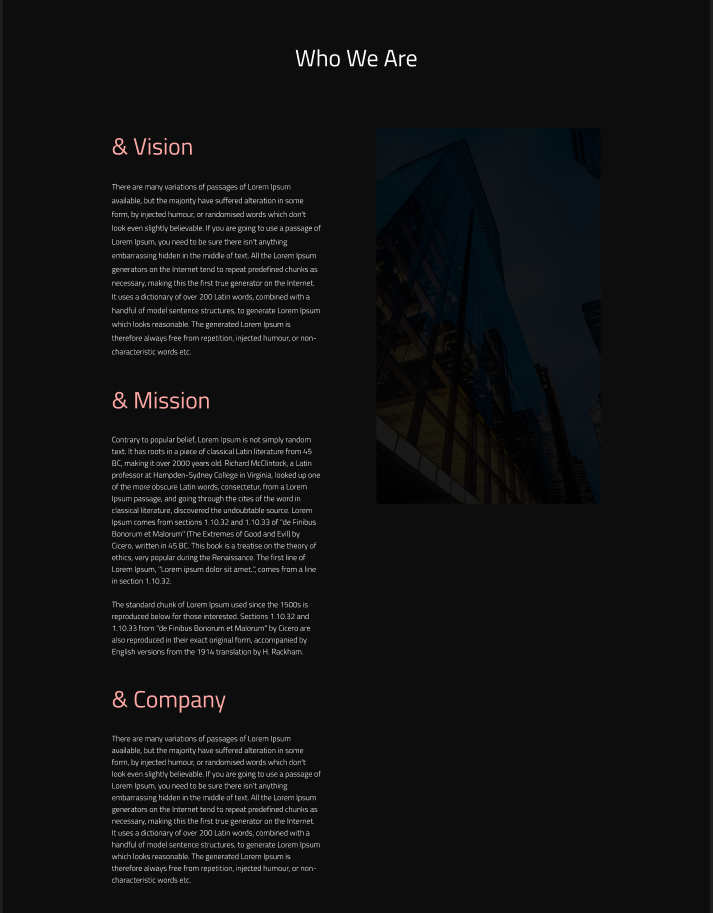 Who We Are
& Vision
There are many variations of passages of Lorem Ipsum
available, but the majority have suffered alteration in some
form, by injected humour, or randomised words which don't
look even slightly believable. If you are going to use a passage of
Lorem Ipsum, you need to be sure there isn't anything
embarrassing hidden in the middle of text. All the Lorem Ipsum
generators on the Internet tend to repeat predefined chunks as
necessary, making this the first true generator on the Internet.
It uses a dictionary of over 200 Latin words, combined with a
handful of model sentence structures, to generate Lorem Ipsum
which looks reasonable. The generated Lorem Ipsum is
therefore always free from repetition, injected humour, or non-
characteristic words etc.
& Mission
Contrary to popular belief, Lorem Ipsum is not simply random
text. It has roots in a piece of classical Latin literature from 45
BC, making it over 2000 years old. Richard McClintock, a Latin
professor at Hampden-Sydney College in Virginia, looked up one
of the more obscure Latin words, consectetur, from a Lorem
Ipsum passage, and going through the cites of the word in
classical literature, discovered the undoubtable source. Lorem
Ipsum comes from sections 1.10.32 and 1.10.33 of "de Finibus
Bonorum et Malorum" (The Extremes of Good and Evil) by
Cicero, written in 45 BC. This book is a treatise on the theory of
ethics, very popular during the Renaissance. The first line of
Lorem Ipsum, "Lorem ipsum dolor sit amet..", comes from a line
in section 1.10.32.
The standard chunk of Lorem Ipsum used since the 1500s is
reproduced below for those interested. Sections 1.10.32 and
1.10.33 from "de Finibus Bonorum et Malorum" by Cicero are
also reproduced in their exact original form, accompanied by
English versions from the 1914 translation by H. Rackham.
& Company
There are many variations of passages of Lorem Ipsum
available, but the majority have suffered alteration in some
form, by injected humour, or randomised words which don't
look even slightly believable. If you are going to use a passage of
Lorem Ipsum, you need to be sure there isn't anything
embarrassing hidden in the middle of text. All the Lorem Ipsum
generators on the Internet tend to repeat predefined chunks as
necessary, making this the first true generator on the Internet.
It uses a dictionary of over 200 Latin words, combined with a
handful of model sentence structures, to generate Lorem Ipsum
which looks reasonable. The generated Lorem Ipsum is
therefore always free from repetition, injected humour, or non-
characteristic words etc.